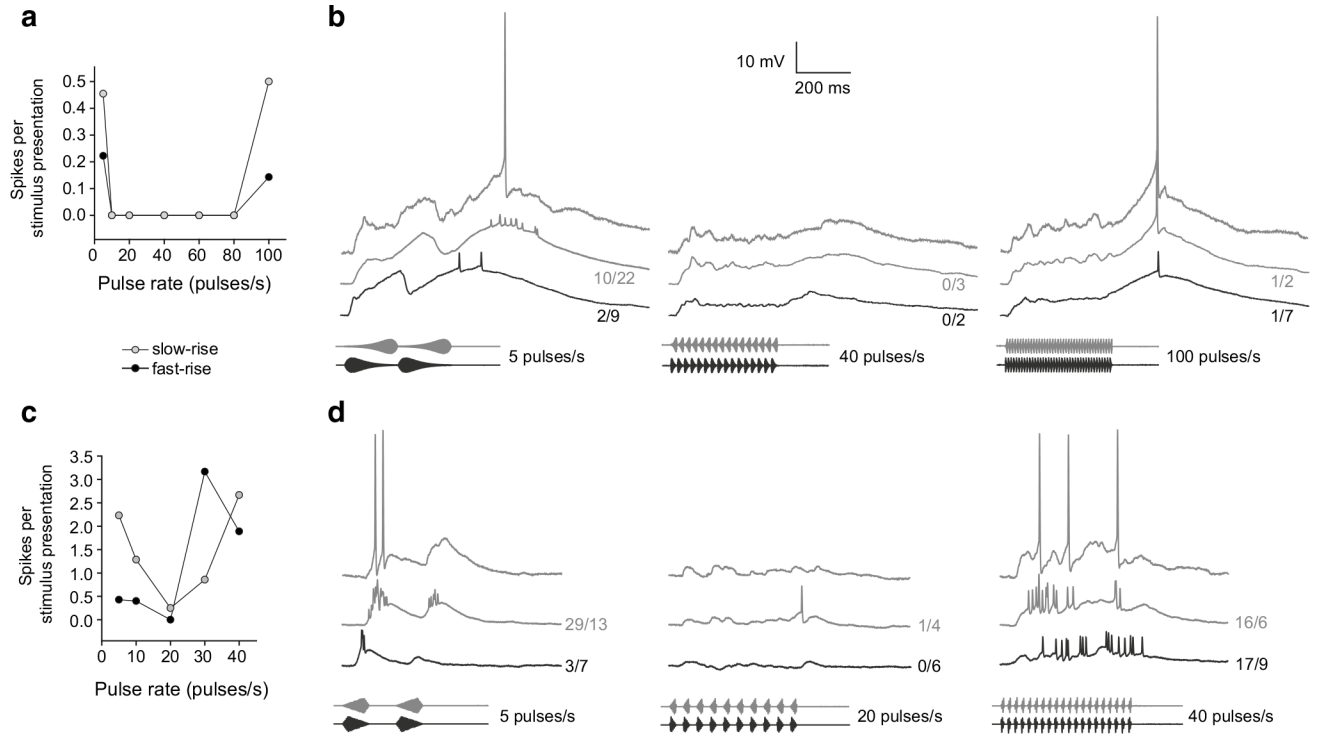 a
Spikes per
stimulus presentation
0.5
0.4
0.3
0.2
0.1
0.0
0 20 40 60 80 100
Pulse rate (pulses/s)
slow-rise
fast-rise
b
10 mV
200 ms
10/22
2/9
5 pulses/s
0/3
0/2
40 pulses/s
1/2
1/7
100 pulses/s
c
Spikes per
stimulus presentation
3.5
3.0
2.5
2.0
1.5
1.0
0.5
0.0
0 10 20 30 40
Pulse rate (pulses/s)
d
29/13
3/7
5 pulses/s
1/4
0/6
20 pulses/s
16/6
17/9
40 pulses/s